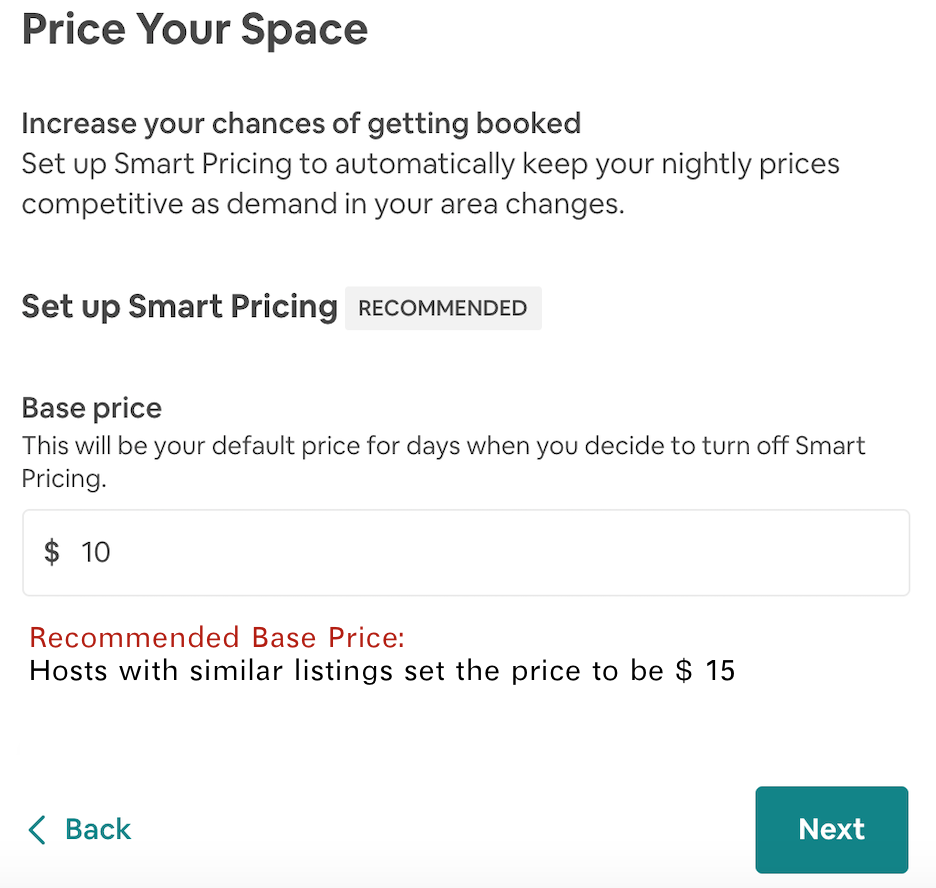 Price Your Space
Increase your chances of getting booked
Set up Smart Pricing to automatically keep your nightly prices
competitive as demand in your area changes.
Set up Smart Pricing RECOMMENDED
Base price
This will be your default price for days when you decide to turn off Smart
Pricing.
$ 10
Recommended Base Price:
Hosts with similar listings set the price to be $ 15
Back Next